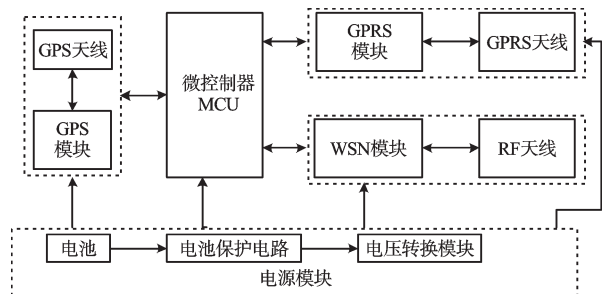 GPS天线
GPS
模块
微控制器
MCU
GPRS
模块
GPRS天线
WSN模块
RF天线
电池
电池保护电路
电压转换模块
电源模块